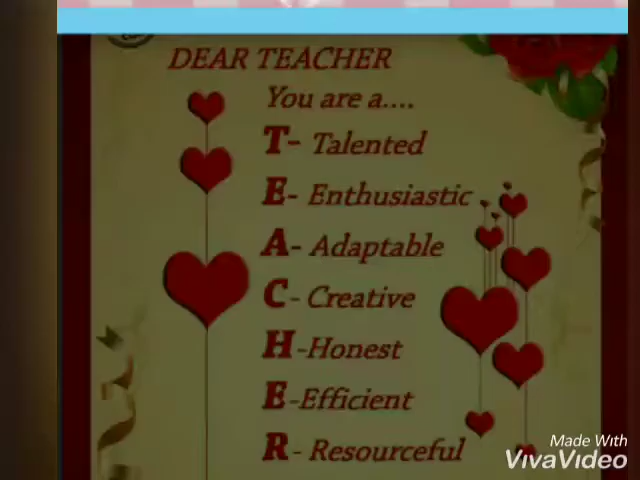 DEAR TEACHER
You are a....
T- Talented
E- Enthusiastic
A- Adaptable
C- Creative
H-Honest
E-Efficient
R- Resourceful
Made With
VivaVideo